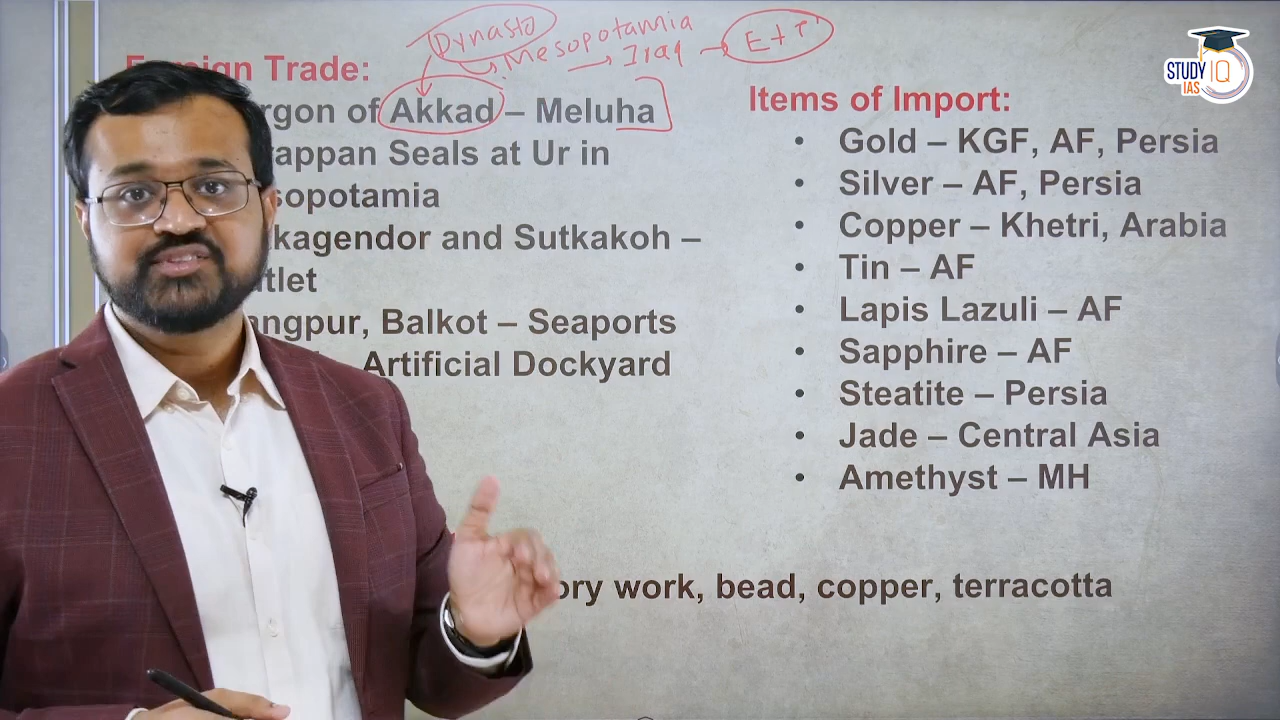 Dynasty
Mesopotamia
Iraq
E + T
Foreign Trade:
rgon of Akkad – Meluha
appan Seals at Ur in
sopotamia
kagendor and Sutkakoh –
tlet
ngpur, Balkot – Seaports
Artificial Dockyard
Items of Import:
• Gold – KGF, AF, Persia
• Silver – AF, Persia
• Copper – Khetri, Arabia
• Tin – AF
• Lapis Lazuli – AF
• Sapphire – AF
• Steatite – Persia
• Jade – Central Asia
• Amethyst – MH
ory work, bead, copper, terracotta
STUDY IQ
IAS